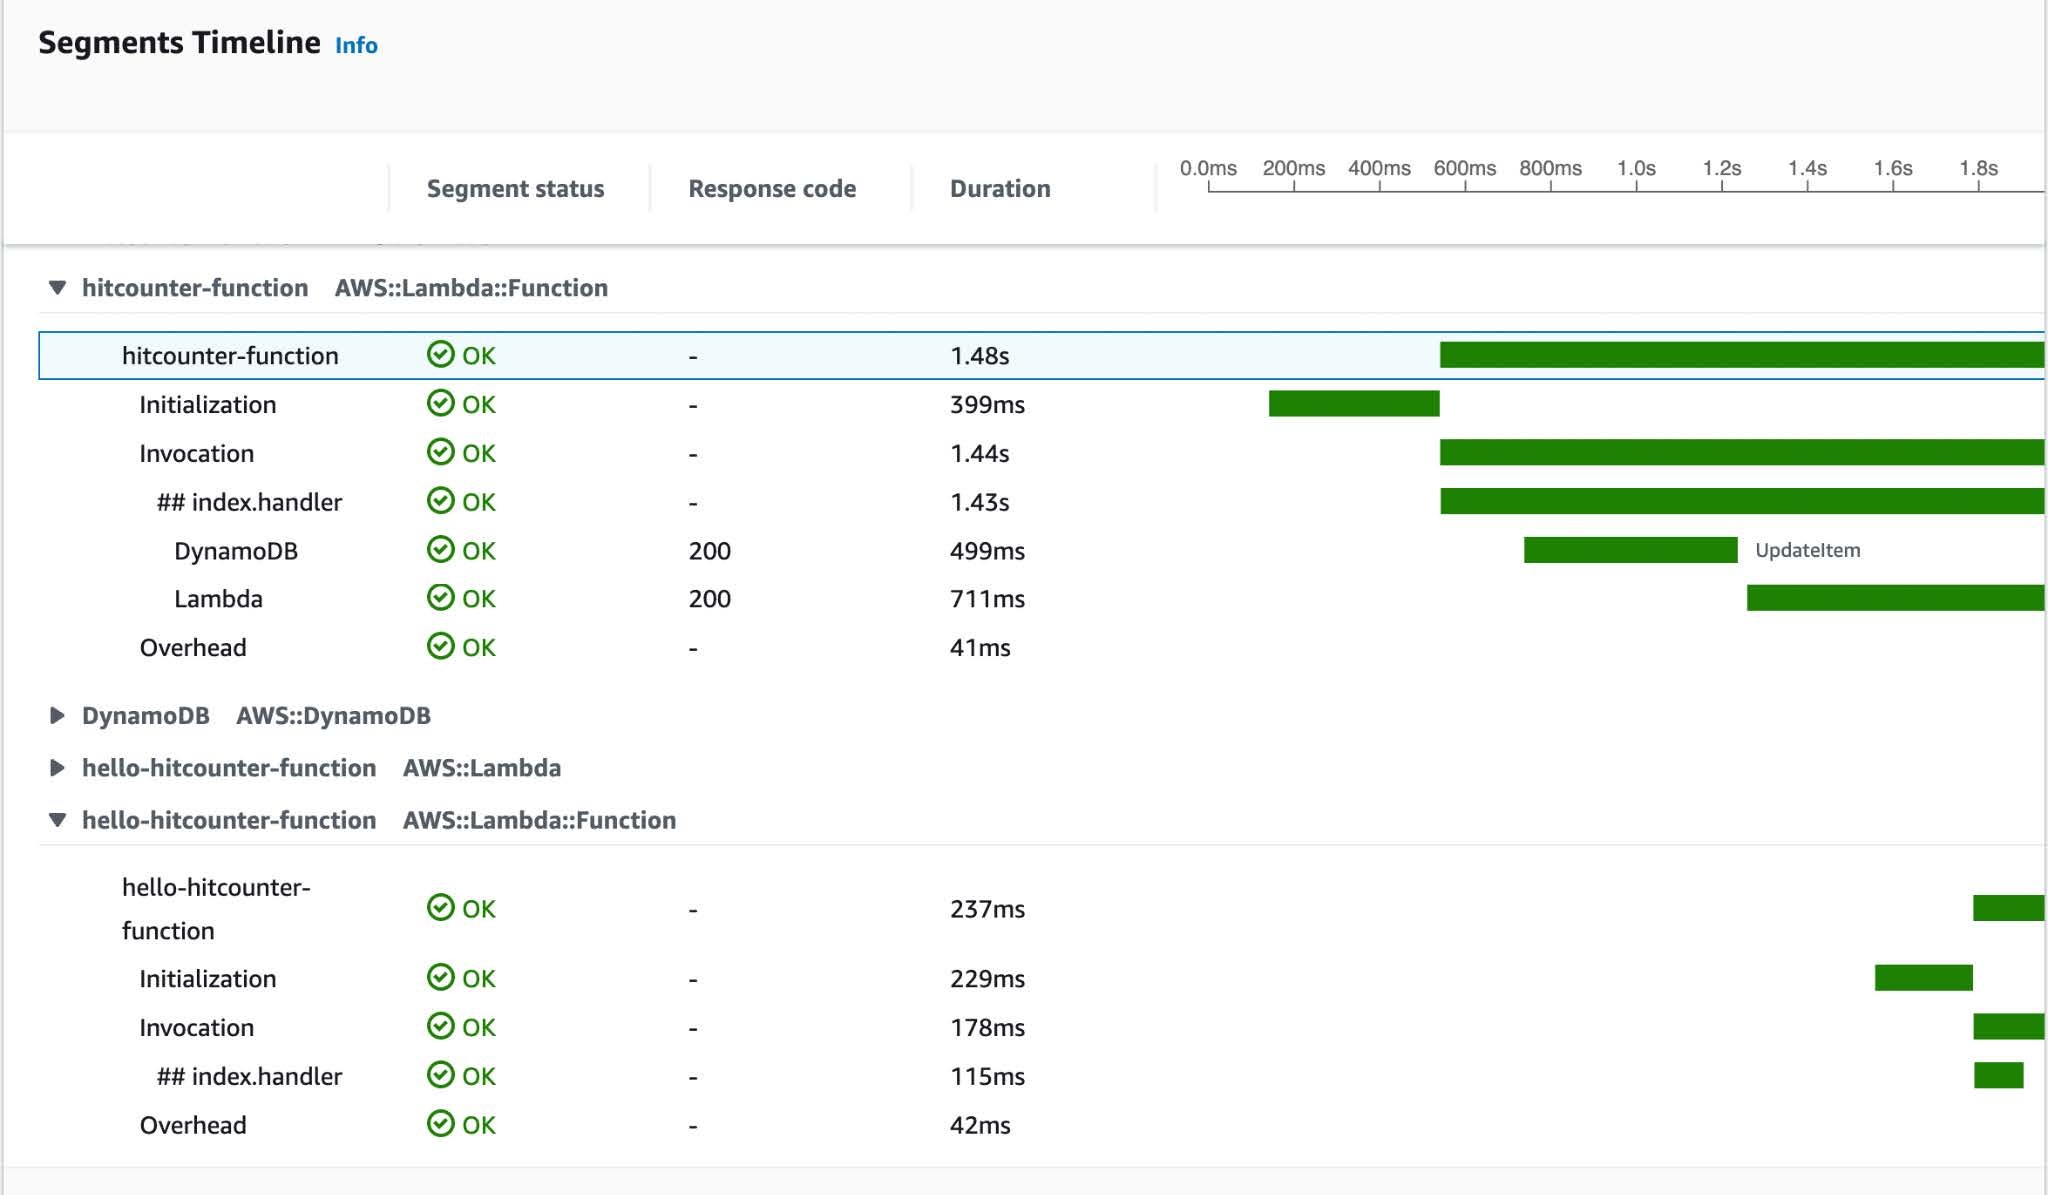 Segments Timeline Info
0.0ms 200ms 400ms 600ms 800ms 1.0s 1.2s 1.4s 1.6s 1.8s
Segment status Response code Duration
hitcounter-function AWS::Lambda::Function
hitcounter-function OK - 1.48s
Initialization OK - 399ms
Invocation OK - 1.44s
## index.handler OK - 1.43s
DynamoDB OK 200 499ms UpdateItem
Lambda OK 200 711ms
Overhead OK - 41ms
DynamoDB AWS::DynamoDB
hello-hitcounter-function AWS::Lambda
hello-hitcounter-function AWS::Lambda::Function
hello-hitcounter-
function OK - 237ms
Initialization OK - 229ms
Invocation OK - 178ms
## index.handler OK - 115ms
Overhead OK - 42ms